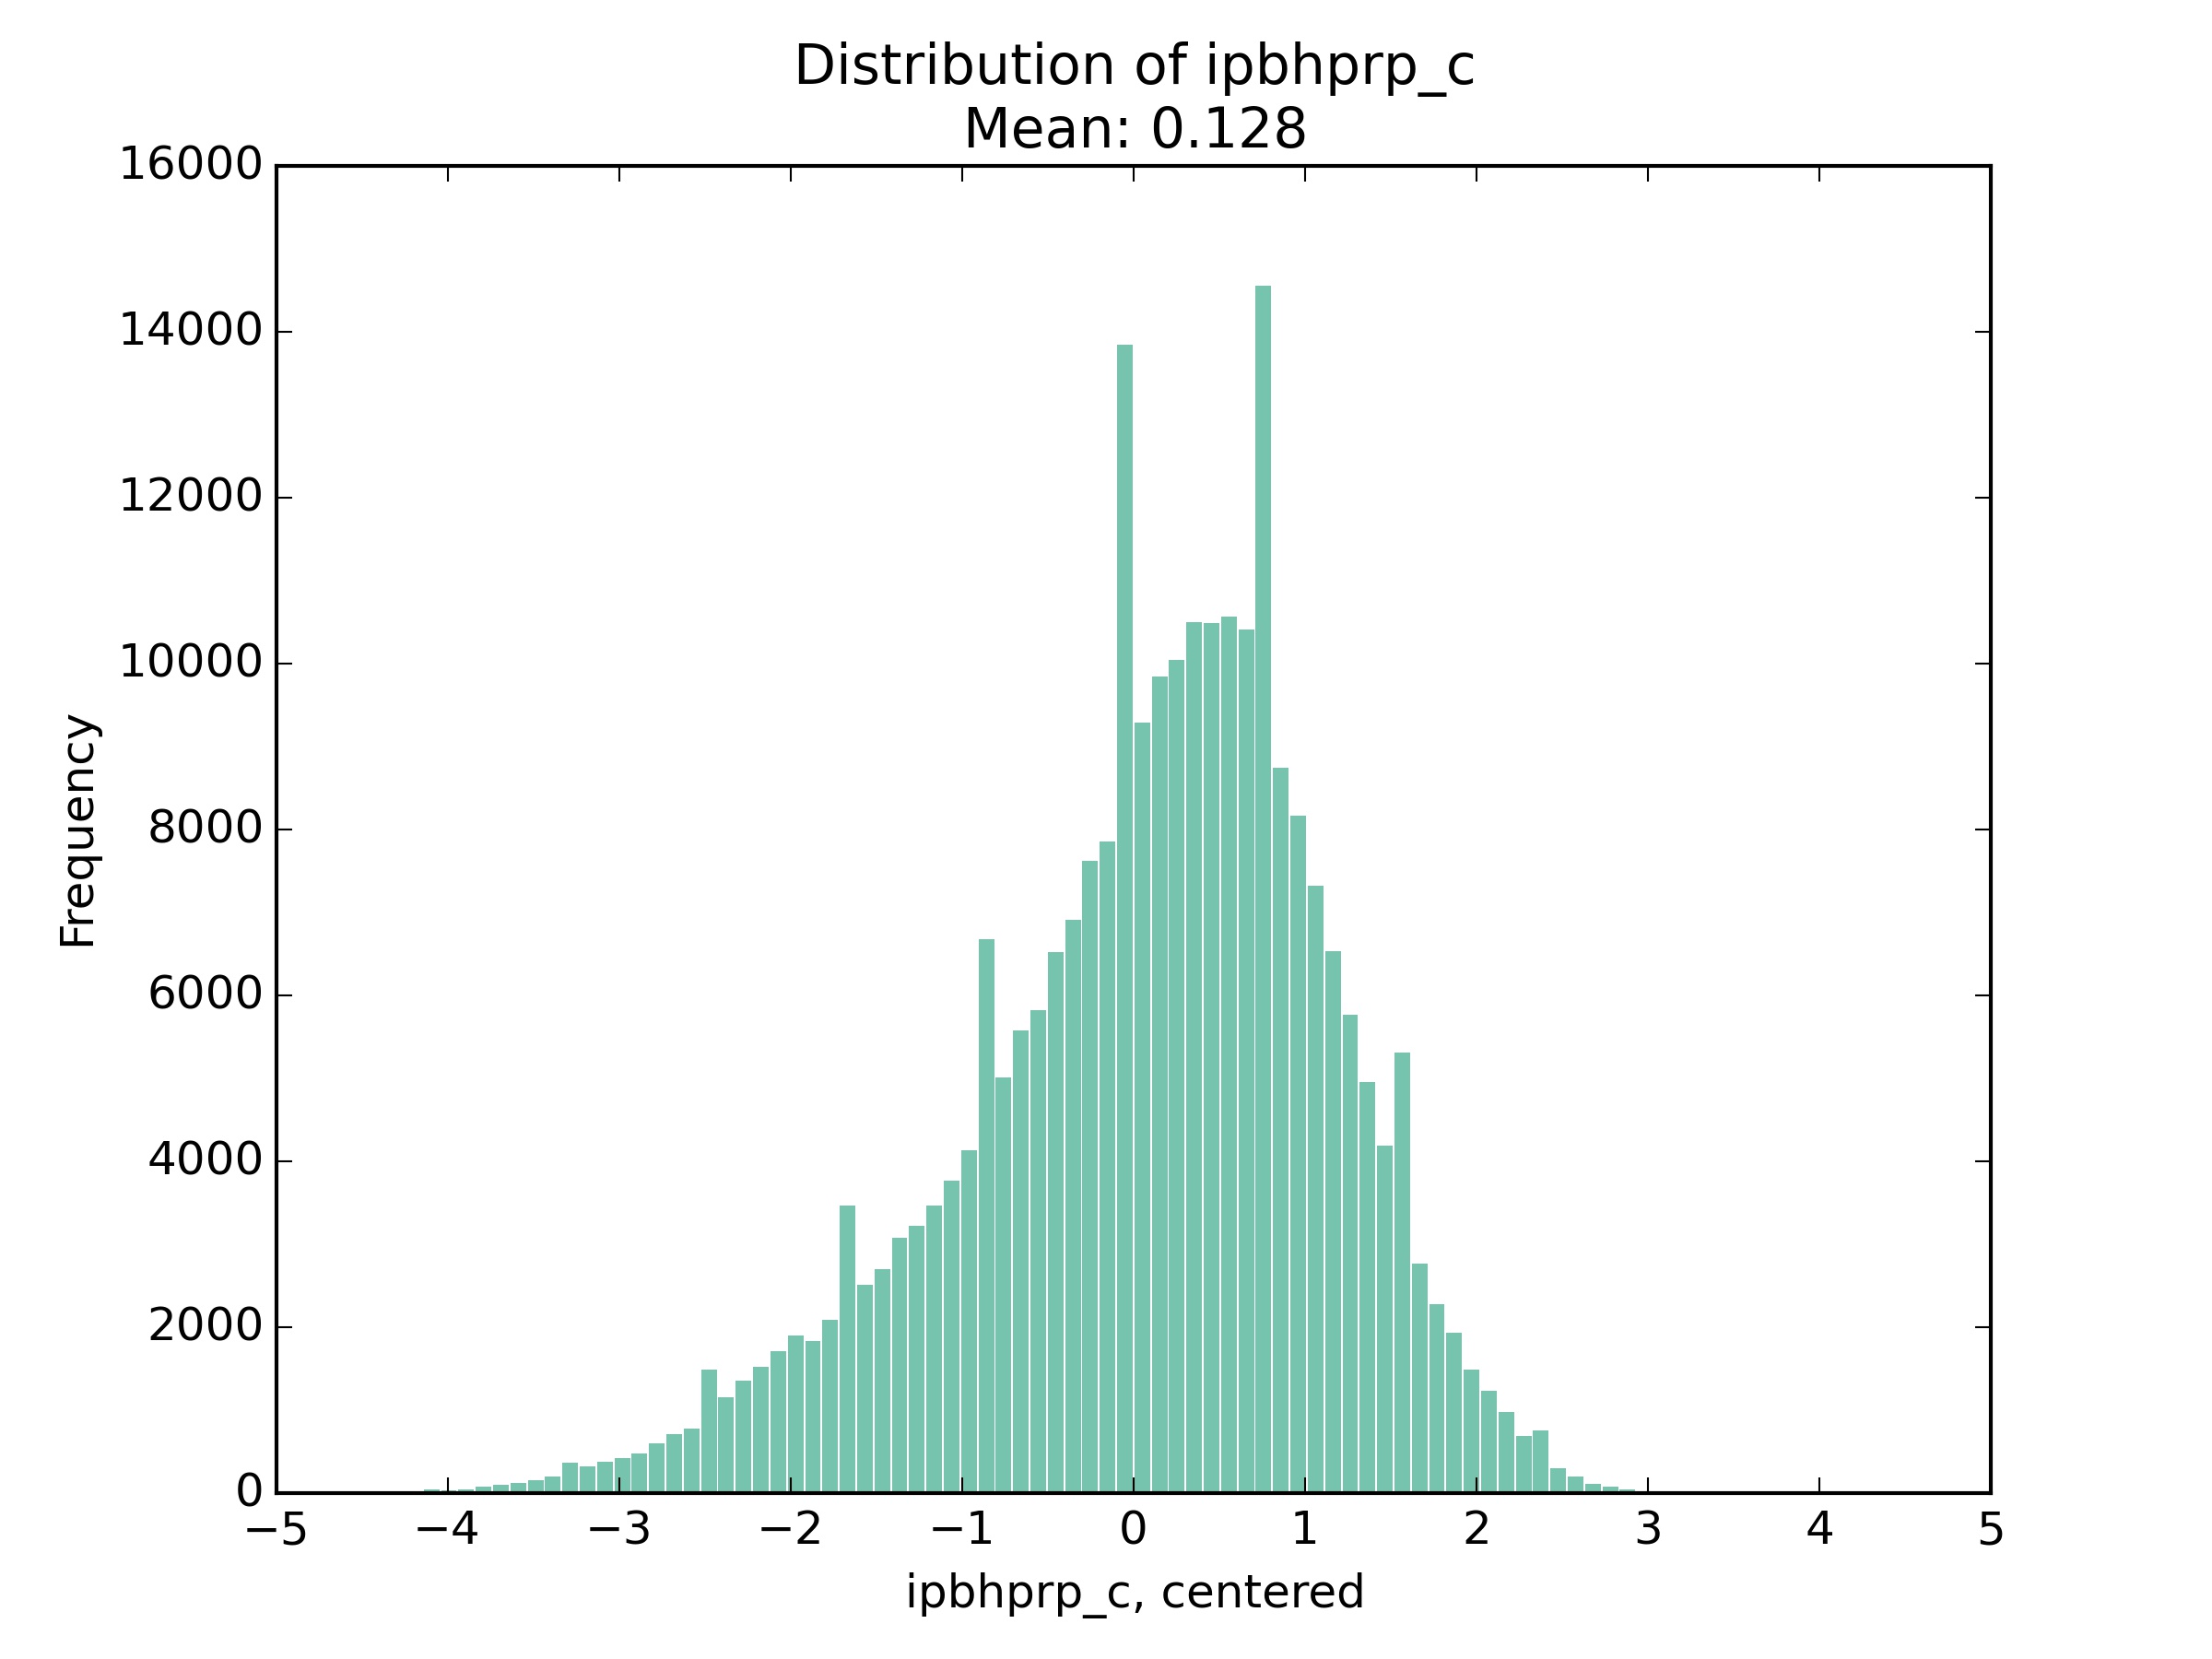 Distribution of ipbhprp_c
Mean: 0.128
16000
14000
12000
10000
8000
6000
4000
2000
0
Frequency
−5 −4 −3 −2 −1 0 1 2 3 4 5
ipbhprp_c, centered